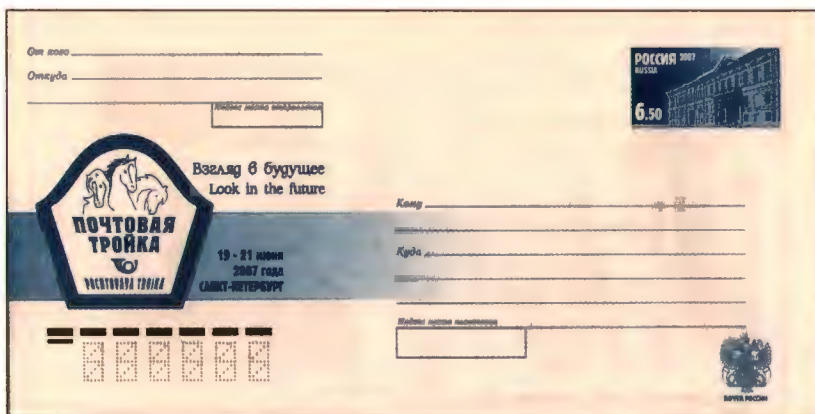 От кого
Откуда
Индекс места отправления
РОССИЯ 2007
RUSSIA
6.50
Взгляд в будущее
Look in the future
ПОЧТОВАЯ
ТРОЙКА
POCHTOVAYA TROIKA
19 - 21 июня
2007 года
САНКТ-ПЕТЕРБУРГ
Кому
Куда
Индекс места назначения
ПОЧТА РОССИИ